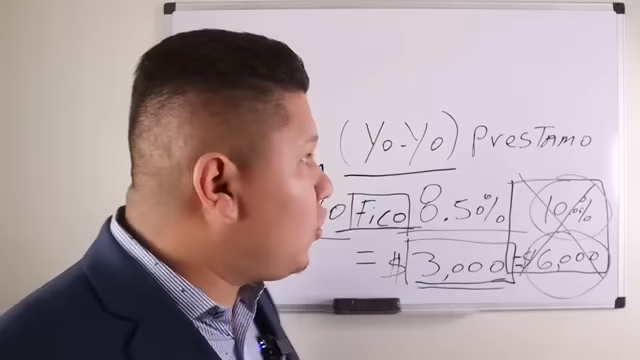 (Yo-Yo) PresTamo
Fico 8.50% 10%
= $3,000 =$6,000